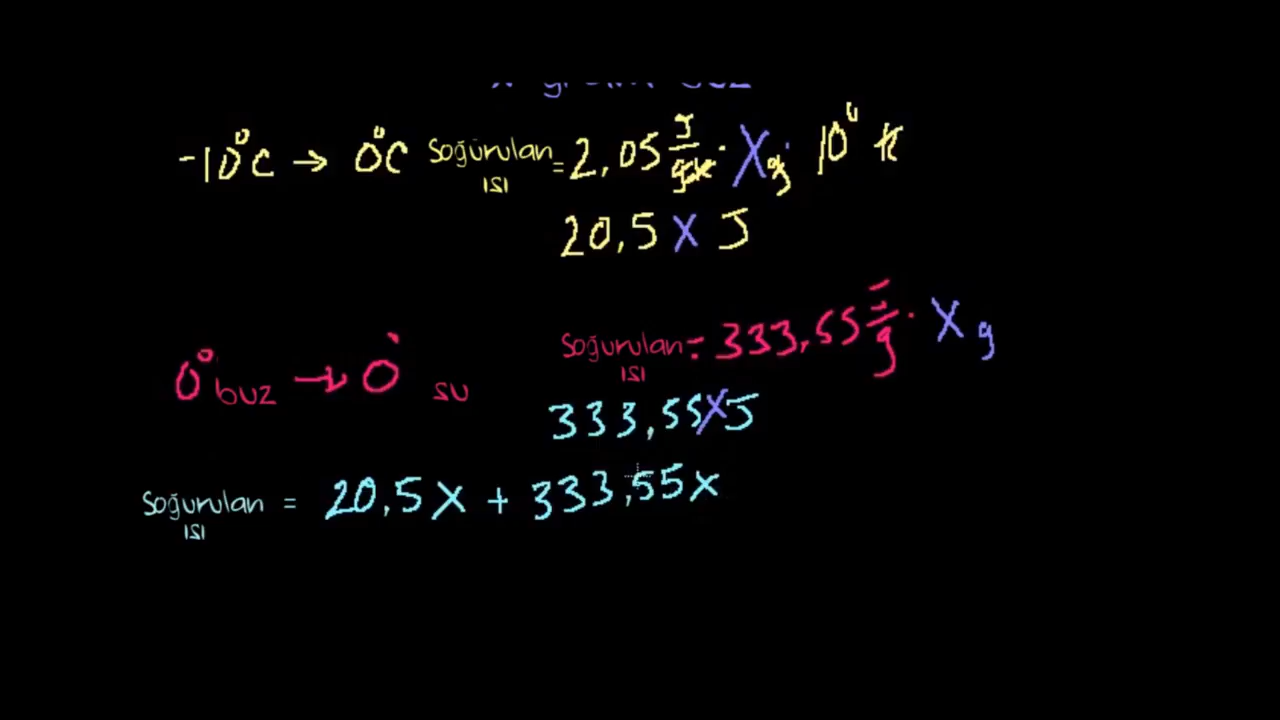 -10°C → 0°C Soğurulan ısı = 2,05 J/g·K · X g · 10° K
20,5 X J
0° buz → 0° su Soğurulan ısı = 333,55 J/g · X g
333,55 X J
Soğurulan ısı = 20,5 x + 333,55 x